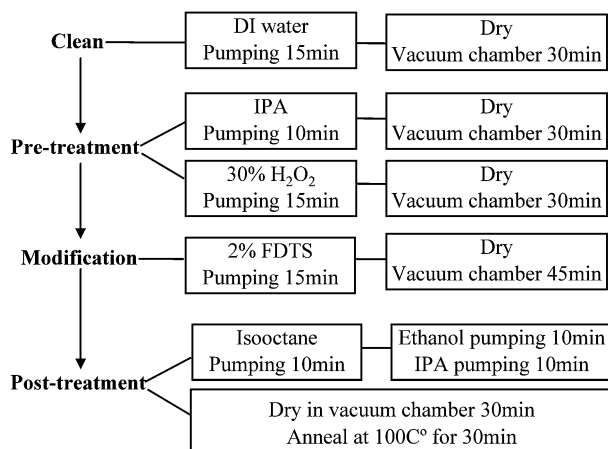 Clean
DI water
Pumping 15min
Dry
Vacuum chamber 30min
Pre-treatment
IPA
Pumping 10min
Dry
Vacuum chamber 30min
30% H₂O₂
Pumping 15min
Dry
Vacuum chamber 30min
Modification
2% FDTS
Pumping 15min
Dry
Vacuum chamber 45min
Post-treatment
Isooctane
Pumping 10min
Ethanol pumping 10min
IPA pumping 10min
Dry in vacuum chamber 30min
Anneal at 100Cº for 30min